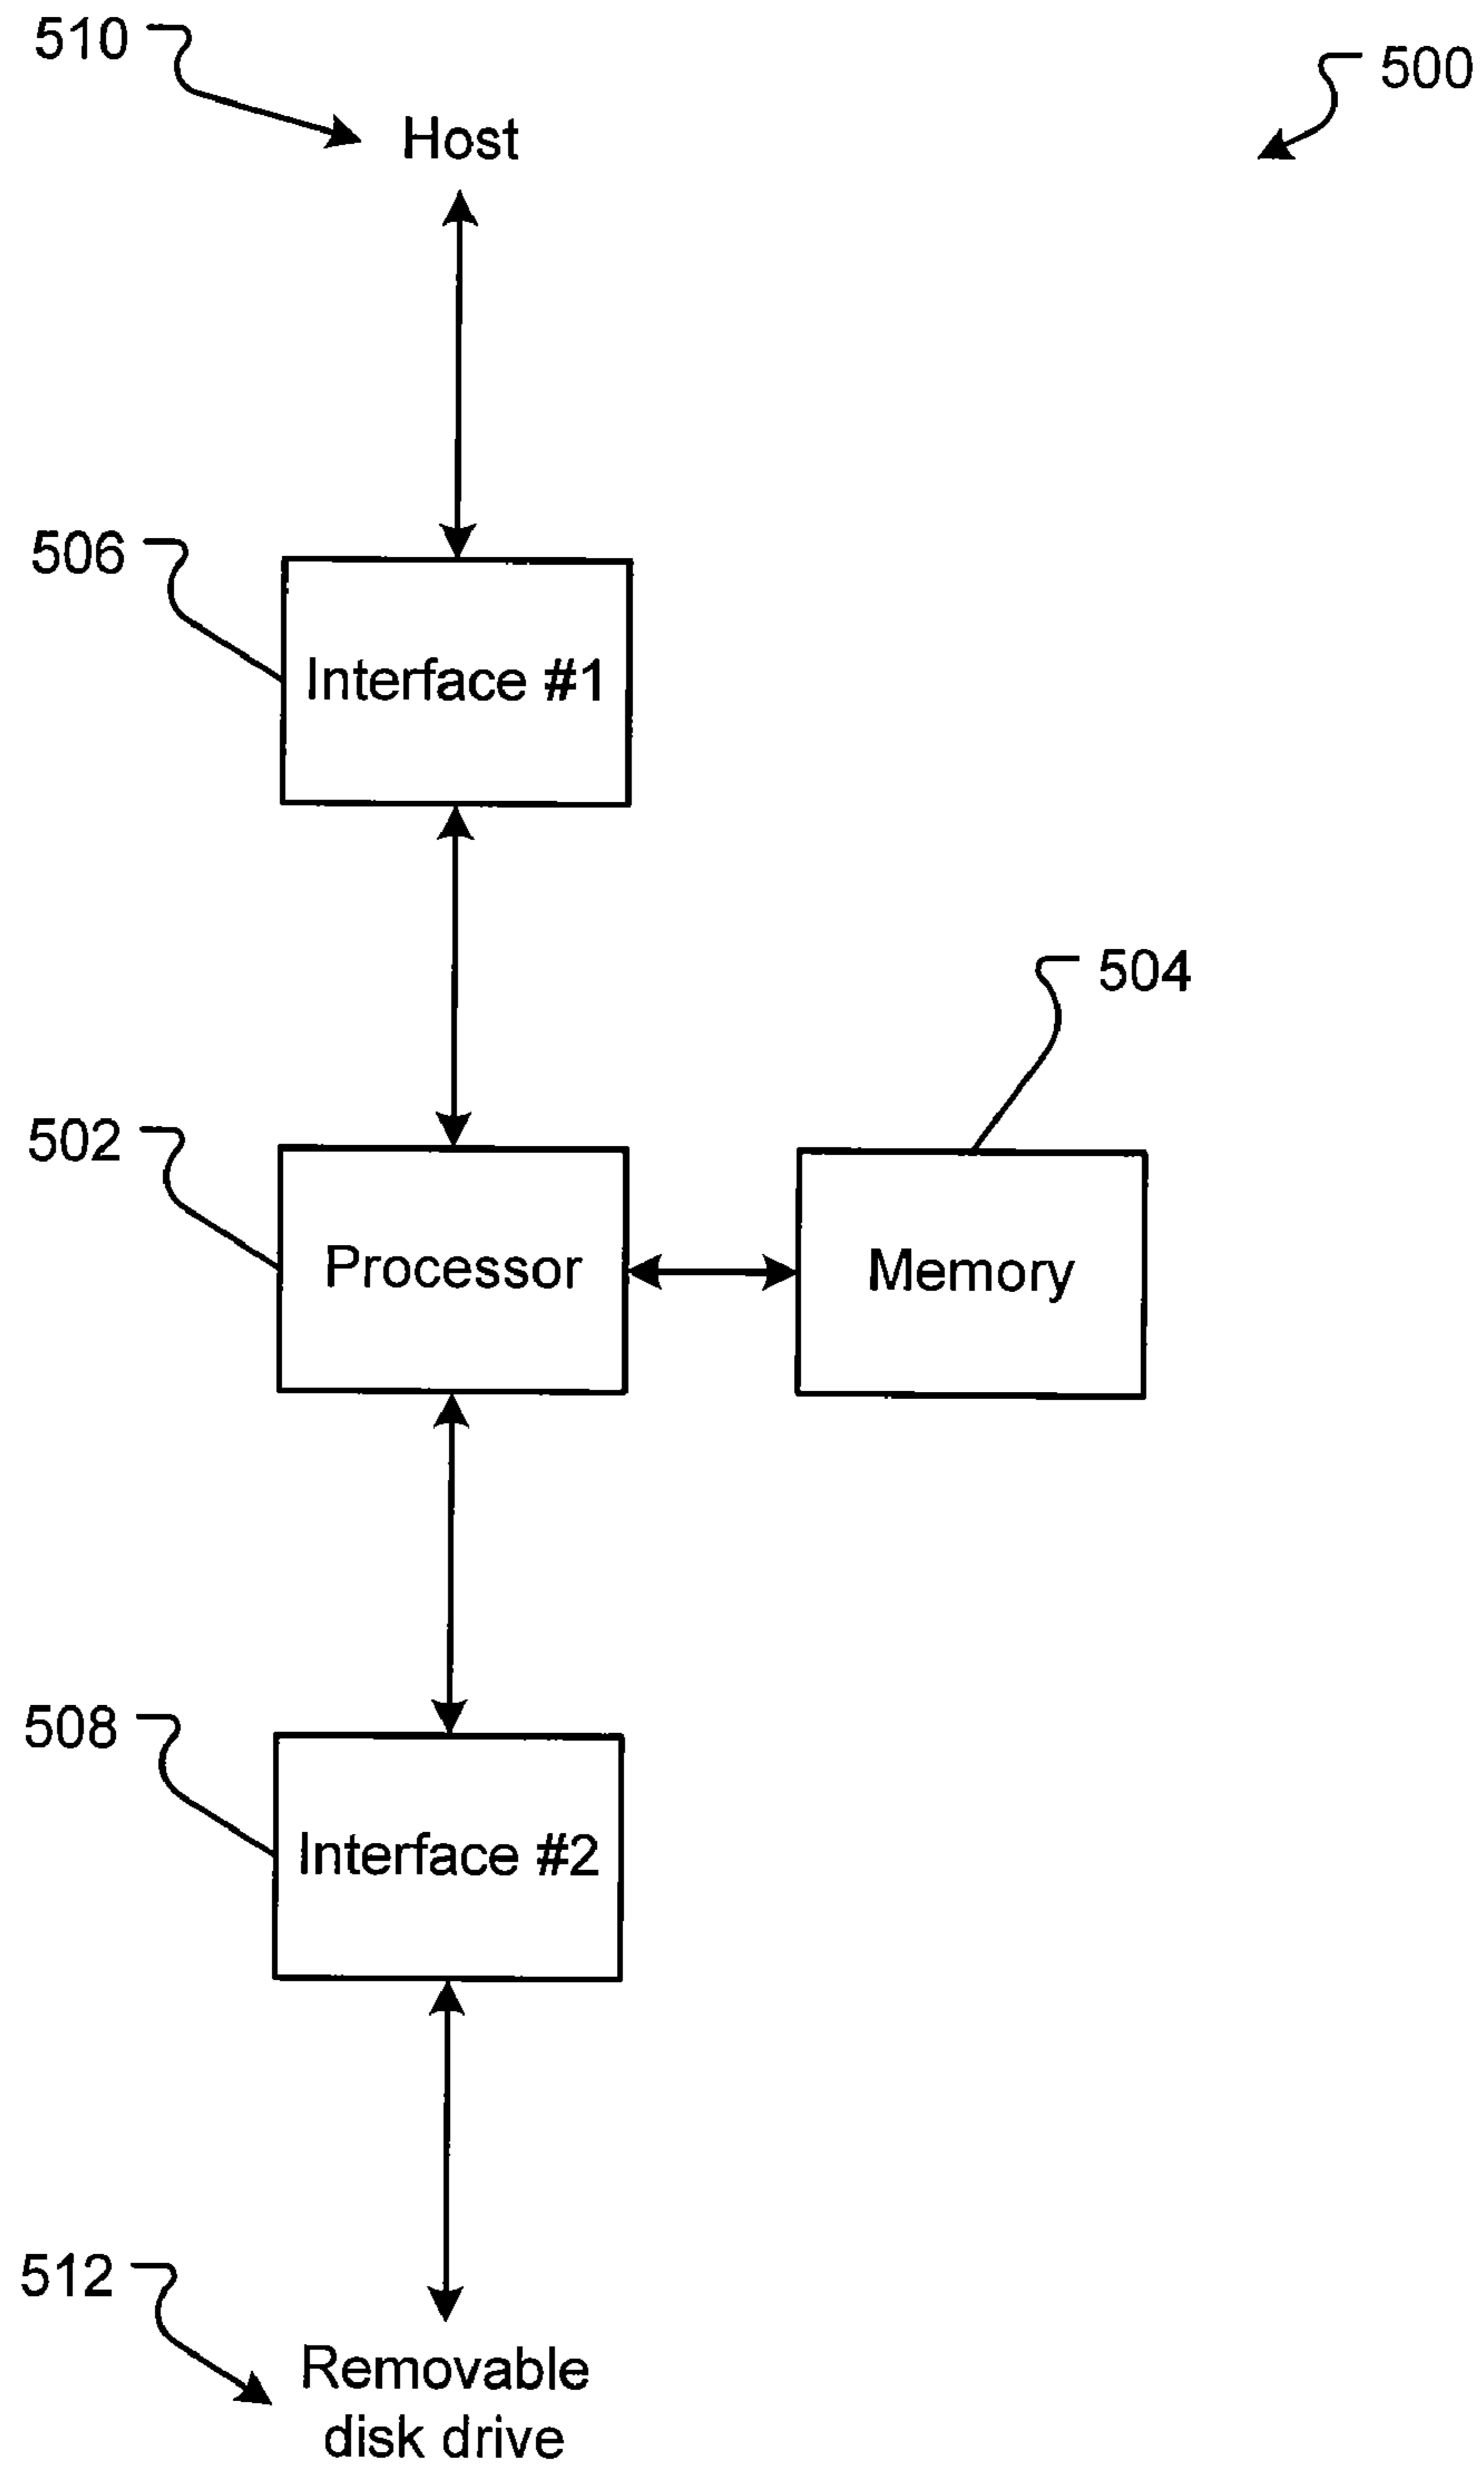 510
500
Host
506
Interface #1
504
502
Processor
Memory
508
Interface #2
512
Removable
disk drive